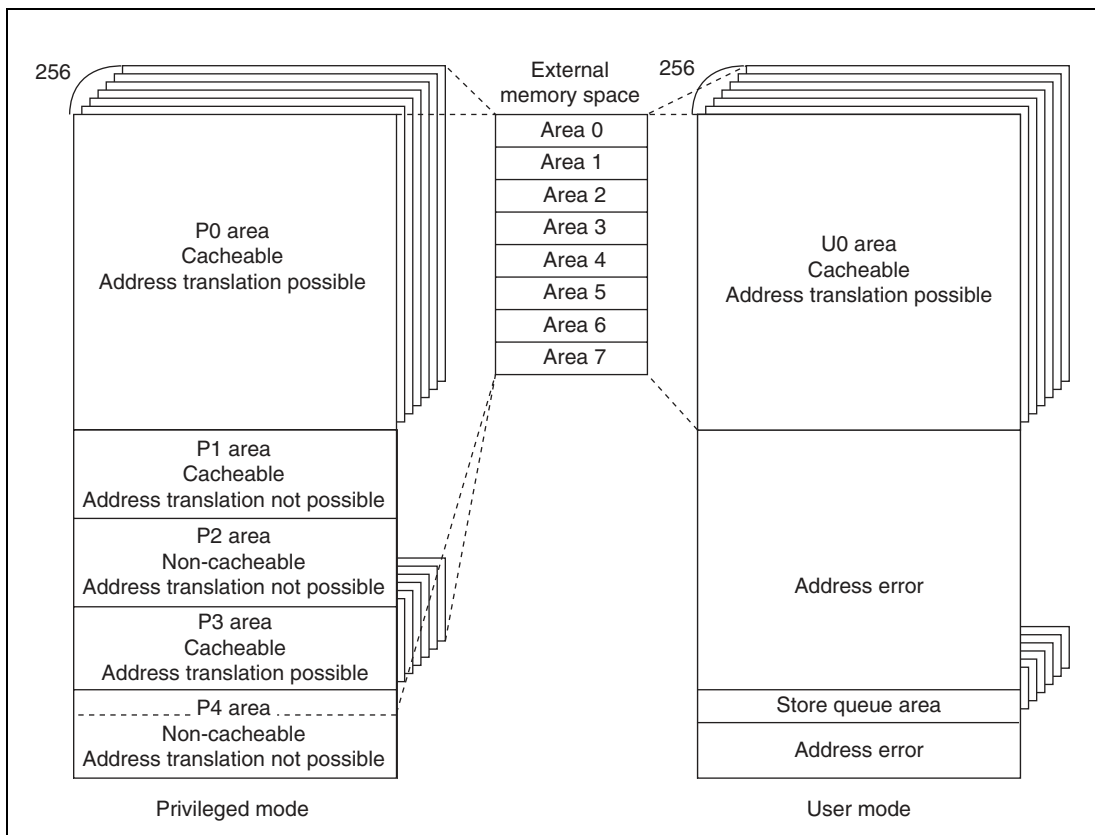 256
External
memory space
256
Area 0
Area 1
Area 2
Area 3
Area 4
Area 5
Area 6
Area 7
P0 area
Cacheable
Address translation possible
U0 area
Cacheable
Address translation possible
P1 area
Cacheable
Address translation not possible
P2 area
Non-cacheable
Address translation not possible
P3 area
Cacheable
Address translation possible
P4 area
Non-cacheable
Address translation not possible
Address error
Store queue area
Address error
Privileged mode
User mode